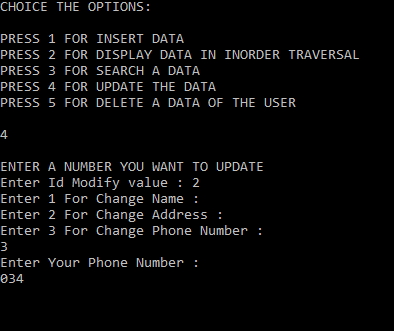 CHOICE THE OPTIONS:
PRESS 1 FOR INSERT DATA
PRESS 2 FOR DISPLAY DATA IN INORDER TRAVERSAL
PRESS 3 FOR SEARCH A DATA
PRESS 4 FOR UPDATE THE DATA
PRESS 5 FOR DELETE A DATA OF THE USER
4
ENTER A NUMBER YOU WANT TO UPDATE
Enter Id Modify value : 2
Enter 1 For Change Name :
Enter 2 For Change Address :
Enter 3 For Change Phone Number :
3
Enter Your Phone Number :
034